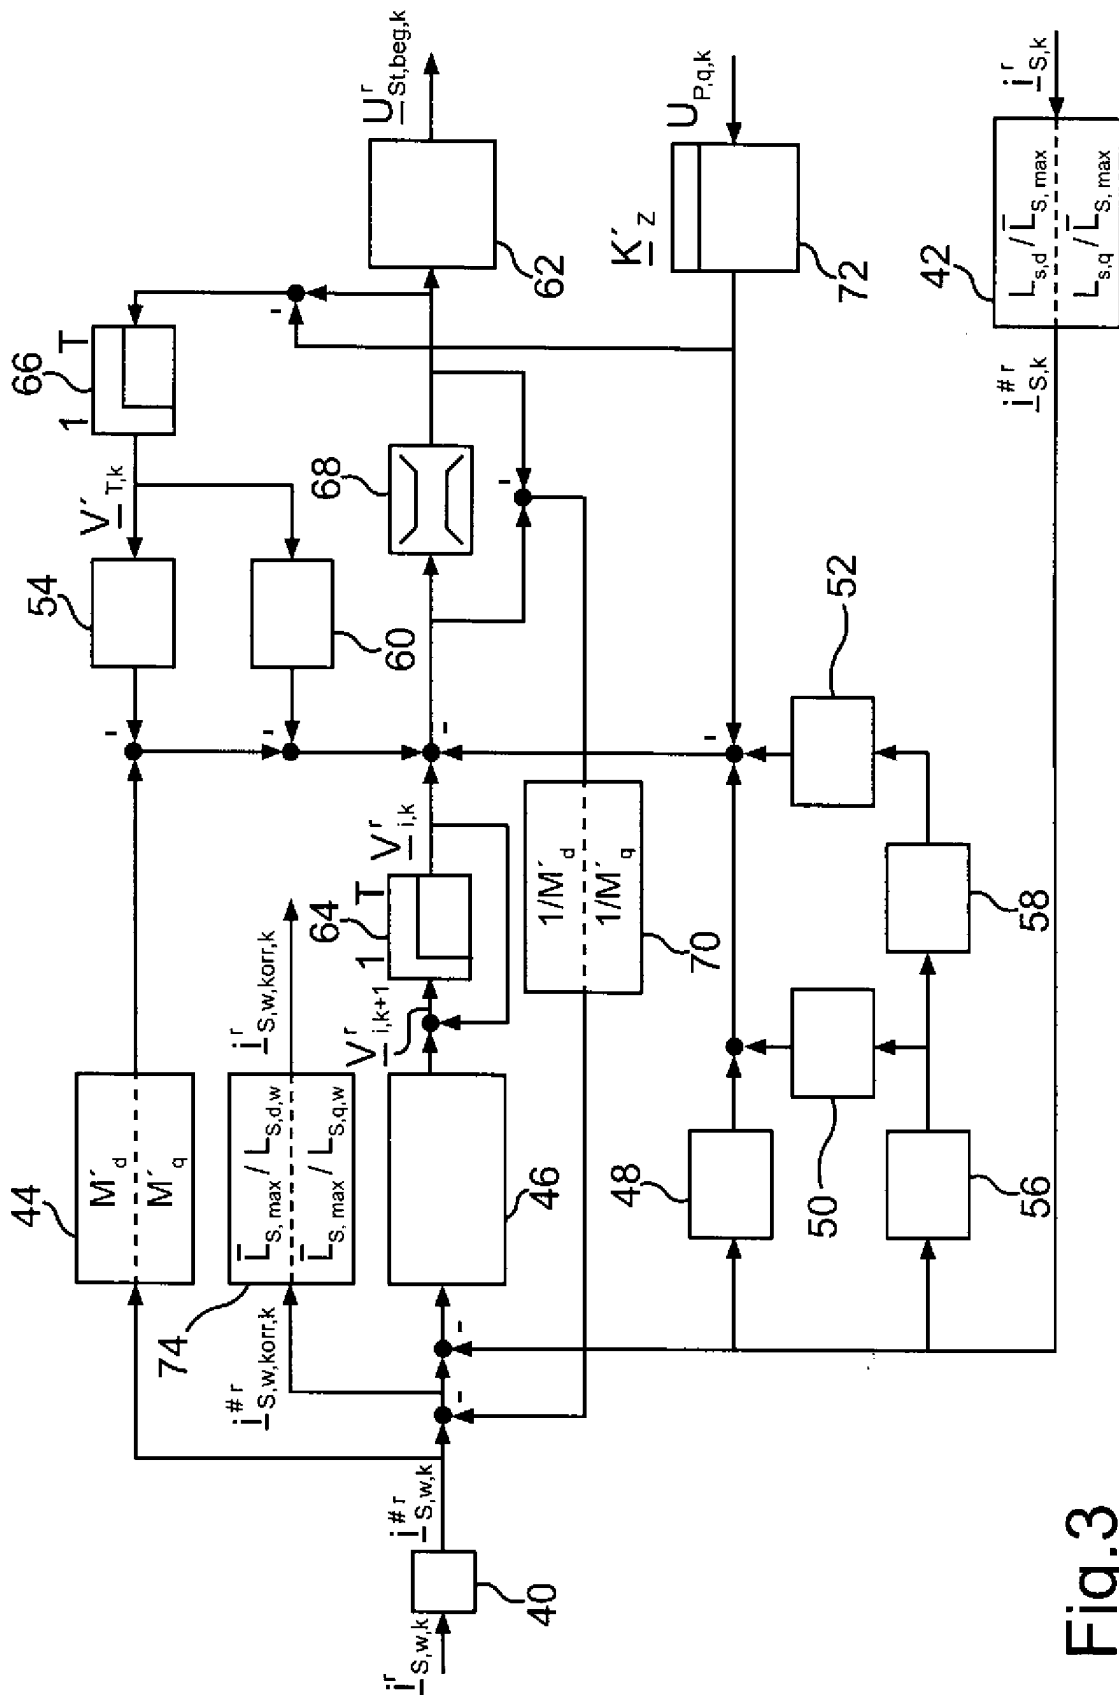 i^r_S,w,k
40
i^#r_S,w,k
44
M´_d
M´_q
74
i^#r_S,w,korr,k
L̄_S,max / L_S,d,w
L̄_S,max / L_S,q,w
i^r_S,w,korr,k
46
V^r_i,k+1
64
1 T
V^r_i,k
1/M´_d
1/M´_q
70
54
V´_T,k
60
66
1 T
68
62
U^r_St,beg,k
K´_z
U_P,q,k
72
48
50
56
52
58
i^#r_S,k
42
L_s,d / L̄_S,max
L_s,q / L̄_S,max
i^r_S,k
-
-
-
-
-
-
-
-
Fig.3